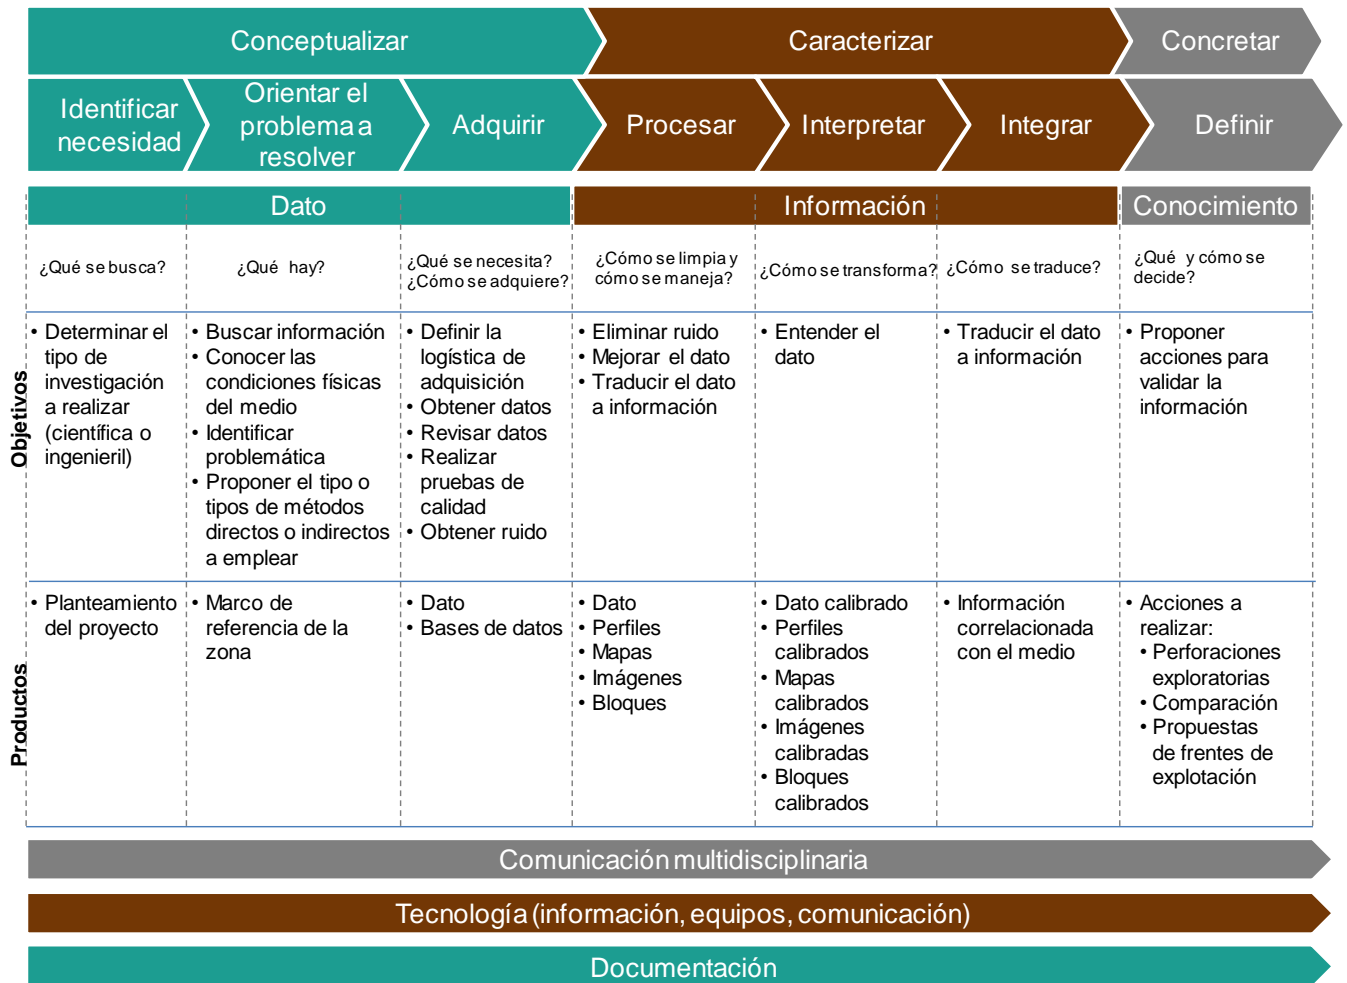 Conceptualizar
Caracterizar
Concretar
Identificar
necesidad
Orientar el
problema a
resolver
Adquirir
Procesar
Interpretar
Integrar
Definir
Dato
Información
Conocimiento
¿Qué se busca?
¿Qué hay?
¿Qué se necesita?
¿Cómo se adquiere?
¿Cómo se limpia y
cómo se maneja?
¿Cómo se transforma?
¿Cómo se traduce?
¿Qué y cómo se
decide?
Objetivos
• Determinar el
tipo de
investigación
a realizar
(científica o
ingenieril)
• Buscar información
• Conocer las
condiciones físicas
del medio
• Identificar
problemática
• Proponer el tipo o
tipos de métodos
directos o indirectos
a emplear
• Definir la
logística de
adquisición
• Obtener datos
• Revisar datos
• Realizar
pruebas de
calidad
• Obtener ruido
• Eliminar ruido
• Mejorar el dato
• Traducir el dato
a información
• Entender el
dato
• Traducir el dato
a información
• Proponer
acciones para
validar la
información
Productos
• Planteamiento
del proyecto
• Marco de
referencia de la
zona
• Dato
• Bases de datos
• Dato
• Perfiles
• Mapas
• Imágenes
• Bloques
• Dato calibrado
• Perfiles
calibrados
• Mapas
calibrados
• Imágenes
calibradas
• Bloques
calibrados
• Información
correlacionada
con el medio
• Acciones a
realizar:
• Perforaciones
exploratorias
• Comparación
• Propuestas
de frentes de
explotación
Comunicación multidisciplinaria
Tecnología (información, equipos, comunicación)
Documentación